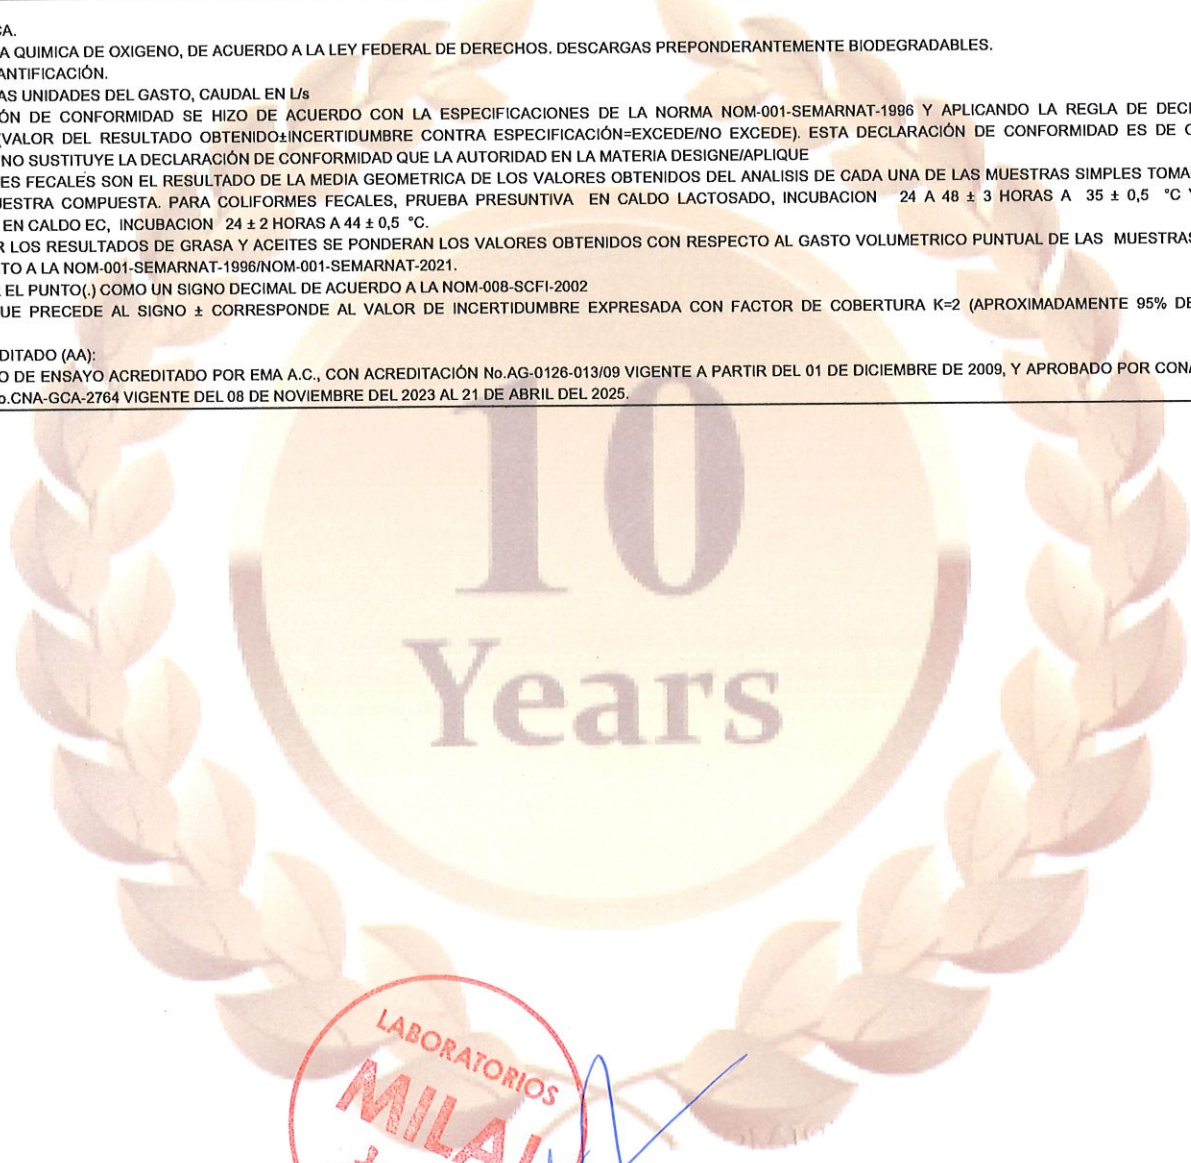 CA.
A QUIMICA DE OXIGENO, DE ACUERDO A LA LEY FEDERAL DE DERECHOS. DESCARGAS PREPONDERANTEMENTE BIODEGRADABLES.
ANTIFICACIÓN.
AS UNIDADES DEL GASTO, CAUDAL EN L/s
ÓN DE CONFORMIDAD SE HIZO DE ACUERDO CON LA ESPECIFICACIONES DE LA NORMA NOM-001-SEMARNAT-1996 Y APLICANDO LA REGLA DE DECI
(VALOR DEL RESULTADO OBTENIDO±INCERTIDUMBRE CONTRA ESPECIFICACIÓN=EXCEDE/NO EXCEDE). ESTA DECLARACIÓN DE CONFORMIDAD ES DE
NO SUSTITUYE LA DECLARACIÓN DE CONFORMIDAD QUE LA AUTORIDAD EN LA MATERIA DESIGNE/APLIQUE
ES FECALES SON EL RESULTADO DE LA MEDIA GEOMETRICA DE LOS VALORES OBTENIDOS DEL ANALISIS DE CADA UNA DE LAS MUESTRAS SIMPLES TOMA
ESTRA COMPUESTA. PARA COLIFORMES FECALES, PRUEBA PRESUNTIVA EN CALDO LACTOSADO, INCUBACION 24 A 48 ± 3 HORAS A 35 ± 0,5 °C Y
EN CALDO EC, INCUBACION 24 ± 2 HORAS A 44 ± 0,5 °C.
R LOS RESULTADOS DE GRASA Y ACEITES SE PONDERAN LOS VALORES OBTENIDOS CON RESPECTO AL GASTO VOLUMETRICO PUNTUAL DE LAS MUESTRAS
TO A LA NOM-001-SEMARNAT-1996/NOM-001-SEMARNAT-2021.
EL PUNTO(.) COMO UN SIGNO DECIMAL DE ACUERDO A LA NOM-008-SCFI-2002
UE PRECEDE AL SIGNO ± CORRESPONDE AL VALOR DE INCERTIDUMBRE EXPRESADA CON FACTOR DE COBERTURA K=2 (APROXIMADAMENTE 95% DE
DITADO (AA):
O DE ENSAYO ACREDITADO POR EMA A.C., CON ACREDITACIÓN No.AG-0126-013/09 VIGENTE A PARTIR DEL 01 DE DICIEMBRE DE 2009, Y APROBADO POR CONA
o.CNA-GCA-2764 VIGENTE DEL 08 DE NOVIEMBRE DEL 2023 AL 21 DE ABRIL DEL 2025.
10
Years
LABORATORIOS
MILAI